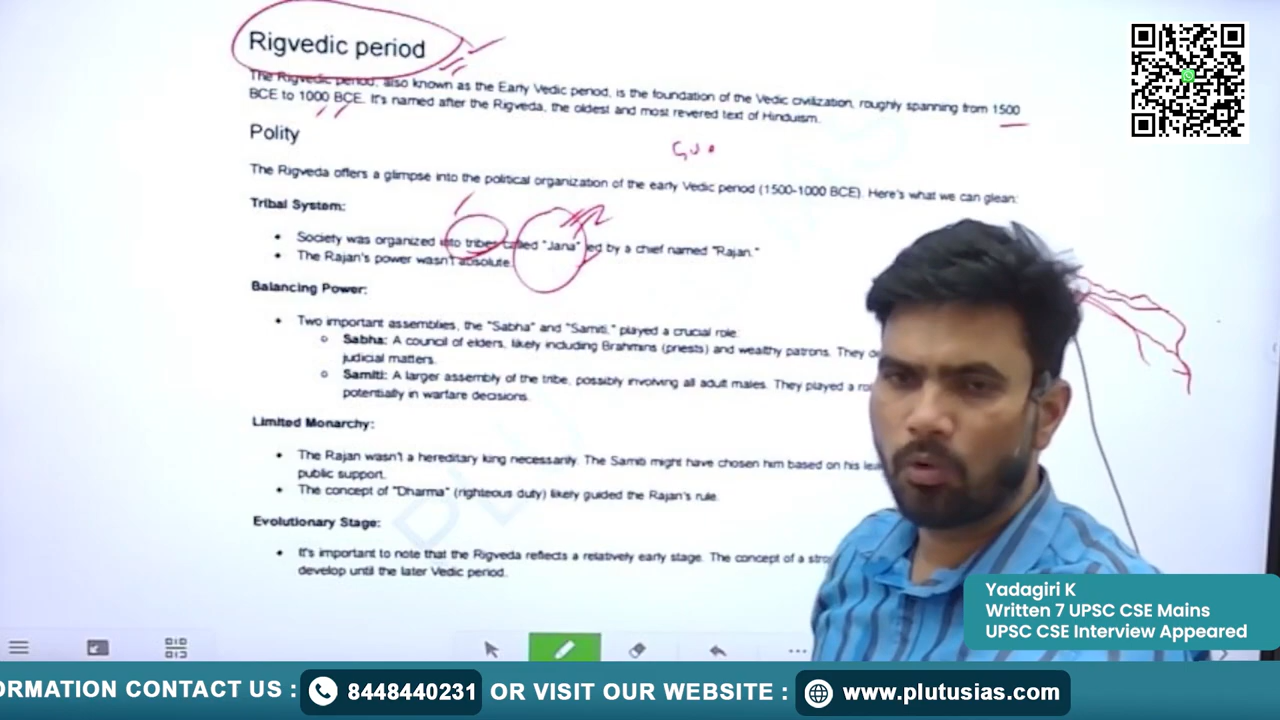 Rigvedic period
The Rigvedic period, also known as the Early Vedic period, is the foundation of the Vedic civilization, roughly spanning from 1500
BCE to 1000 BCE. It's named after the Rigveda, the oldest and most revered text of Hinduism.
Polity
The Rigveda offers a glimpse into the political organization of the early Vedic period (1500-1000 BCE). Here's what we can glean:
Tribal System:
Society was organized into tribes called "Jana" led by a chief named "Rajan."
The Rajan's power wasn't absolute.
Balancing Power:
Two important assemblies, the "Sabha" and "Samiti," played a crucial role:
Sabha: A council of elders, likely including Brahmins (priests) and wealthy patrons. They
judicial matters.
Samiti: A larger assembly of the tribe, possibly involving all adult males. They played a
potentially in warfare decisions.
Limited Monarchy:
The Rajan wasn't a hereditary king necessarily. The Samiti might have chosen him based on his
public support.
The concept of "Dharma" (righteous duty) likely guided the Rajan's rule.
Evolutionary Stage:
It's important to note that the Rigveda reflects a relatively early stage. The concept of a
develop until the later Vedic period.
Yadagiri K
Written 7 UPSC CSE Mains
UPSC CSE Interview Appeared
ORMATION CONTACT US : 8448440231 OR VISIT OUR WEBSITE : www.plutusias.com